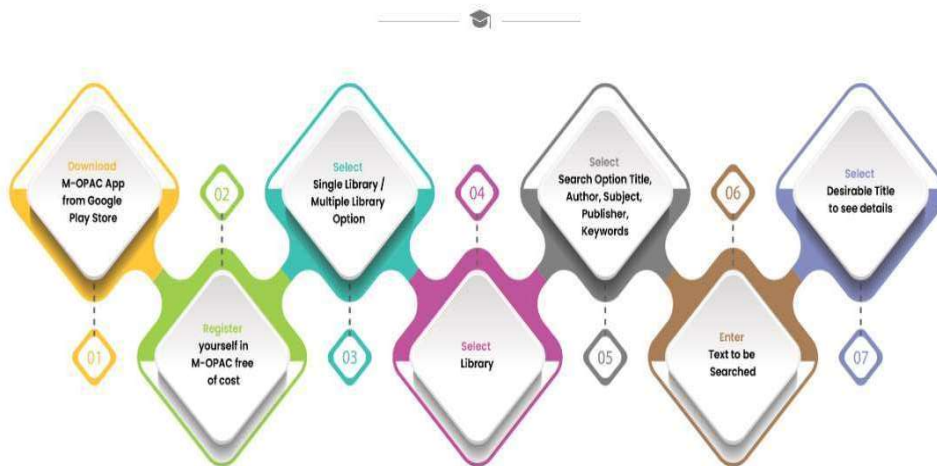 01
Download
M-OPAC App
from Google
Play Store
02
Register
yourself in
M-OPAC free
of cost
03
Select
Single Library /
Multiple Library
Option
04
Select
Library
05
Select
Search Option Title,
Author, Subject,
Publisher,
Keywords
06
Enter
Text to be
Searched
07
Select
Desirable Title
to see details